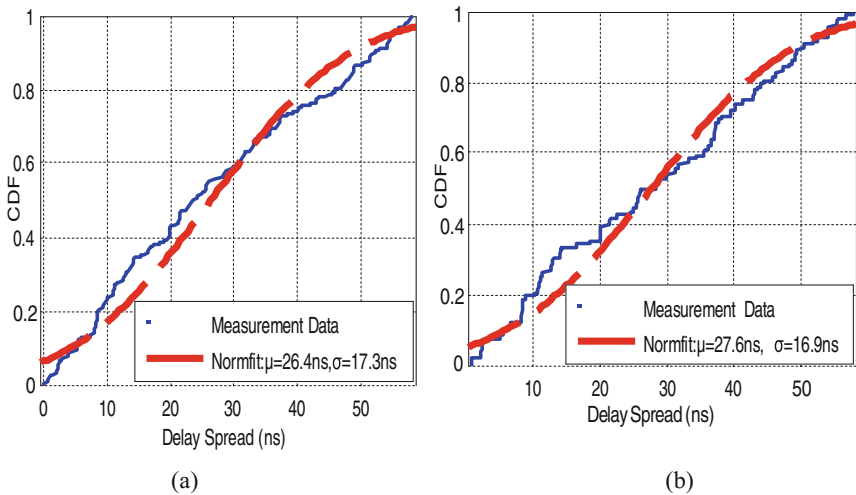 1
0.8
0.6
0.4
0.2
0
CDF
0 10 20 30 40 50
Delay Spread (ns)
Measurement Data
Normfit:μ=26.4ns,σ=17.3ns
(a)
1
0.8
0.6
0.4
0.2
0
CDF
10 20 30 40 50
Delay Spread (ns)
Measurement Data
Normfit:μ=27.6ns, σ=16.9ns
(b)